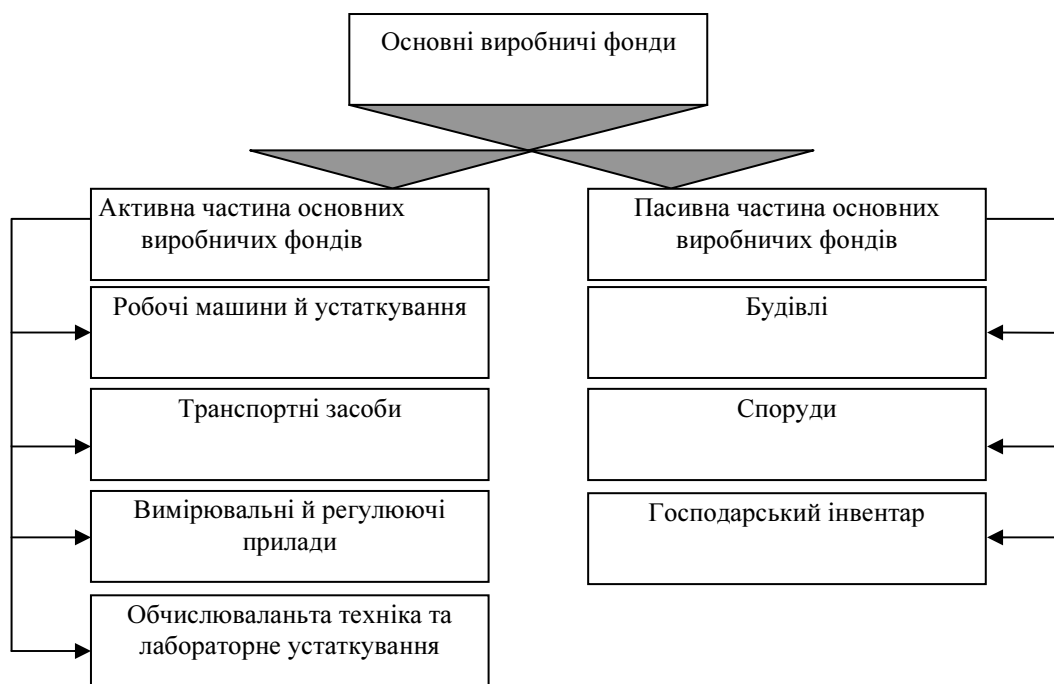 Основні виробничі фонди
Активна частина основних
виробничих фондів
Пасивна частина основних
виробничих фондів
Робочі машини й устаткування
Будівлі
Транспортні засоби
Споруди
Вимірювальні й регулюючі
прилади
Господарський інвентар
Обчислюваланьта техніка та
лабораторне устаткування